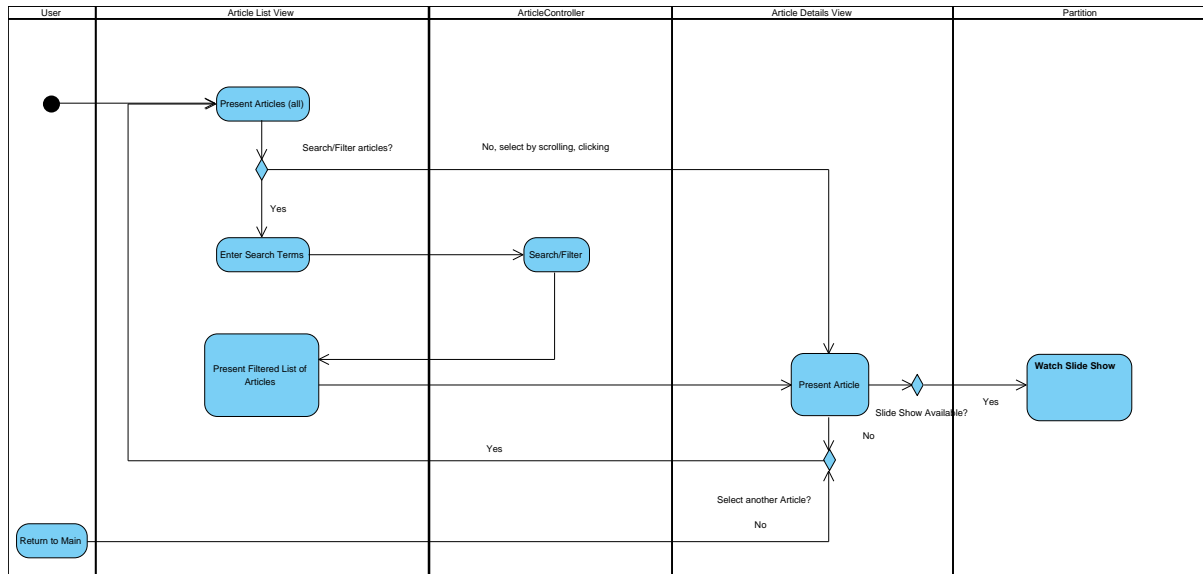 User
Article List View
ArticleController
Article Details View
Partition
Present Articles (all)
Search/Filter articles?
No, select by scrolling, clicking
Yes
Enter Search Terms
Search/Filter
Present Filtered List of
Articles
Present Article
Watch Slide Show
Slide Show Available?
Yes
No
Yes
Select another Article?
No
Return to Main